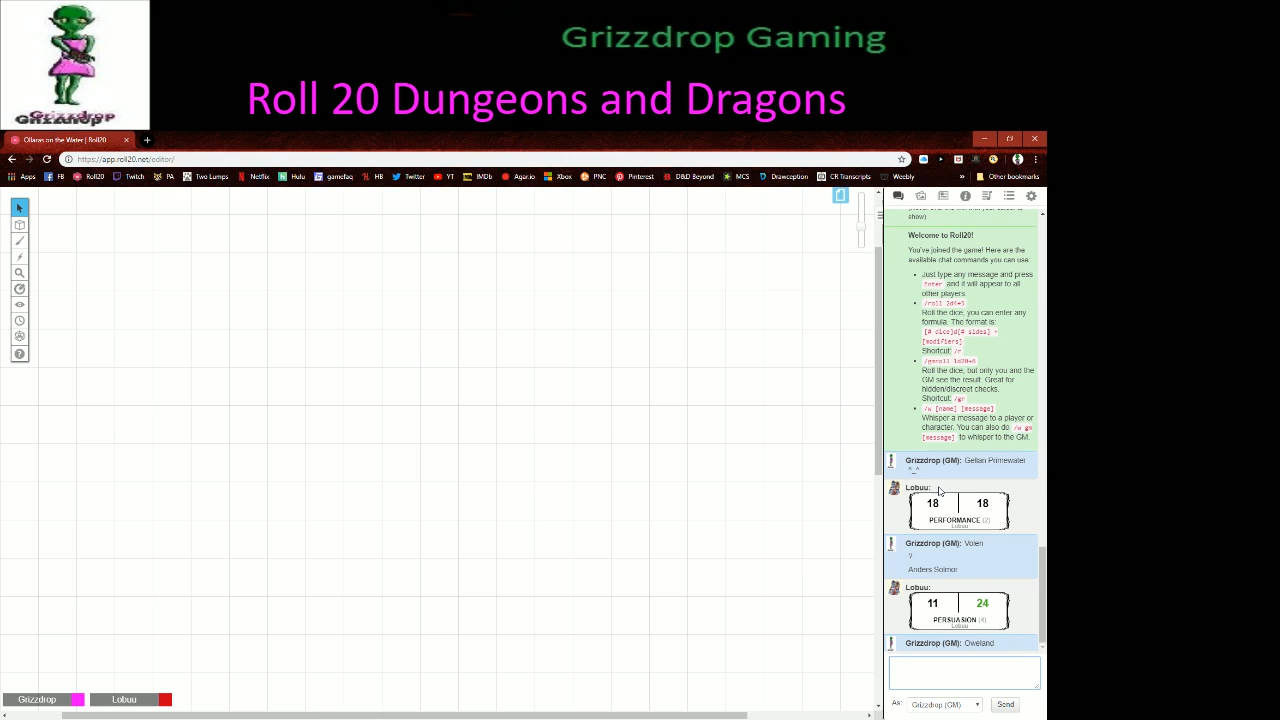 Grizzdrop Gaming
Roll 20 Dungeons and Dragons
Grizzdrop
Grizzdrop
Ollaras on the Water | Roll20
https://app.roll20.net/editor/
Apps FB Roll20 Twitch PA Two Lumps Netflix Hulu gamefaq HB Twitter YT IMDb Agar.io Xbox PNC Pinterest D&D Beyond MCS Drawception CR Transcripts Weebly » Other bookmarks
show)
Welcome to Roll20!
You've joined the game! Here are the
available chat commands you can use:
Just type any message and press
Enter and it will appear to all
other players.
/roll 2d4+5
Roll the dice, you can enter any
formula. The format is:
[# dice]d[# sides] +
[modifiers]
Shortcut: /r
/gmroll 1d20+6
Roll the dice, but only you and the
GM see the result. Great for
hidden/discreet checks.
Shortcut: /gr
/w [name] [message]
Whisper a message to a player or
character. You can also do /w gm
[message] to whisper to the GM.
Grizzdrop (GM): Gellan Primewater
^_^
Lobuu:
18 18
PERFORMANCE (2)
Lobuu
Grizzdrop (GM): Volen
?
Anders Solmor
Lobuu:
11 24
PERSUASION (4)
Lobuu
Grizzdrop (GM): Oweland
As: Grizzdrop (GM) Send
Grizzdrop Lobuu